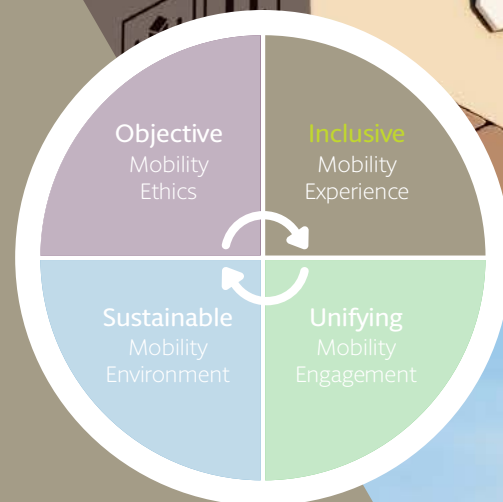 Objective
Mobility
Ethics
Inclusive
Mobility
Experience
Sustainable
Mobility
Environment
Unifying
Mobility
Engagement